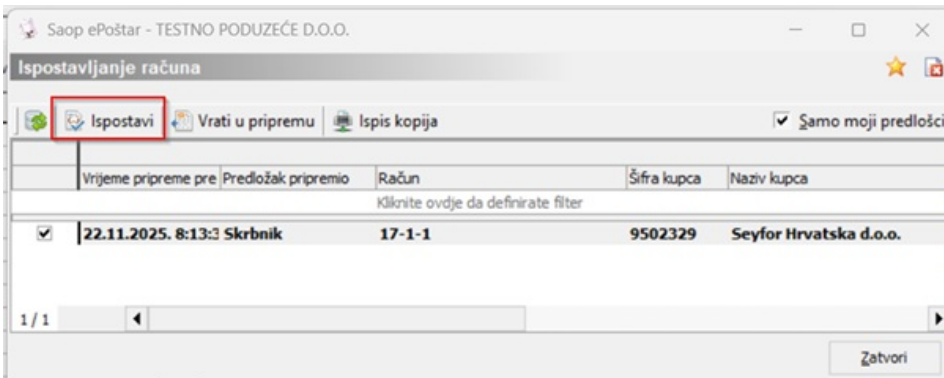 Saop ePoštar - TESTNO PODUZEĆE D.O.O.
Ispostavljanje računa
Ispostavi Vrati u pripremu Ispis kopija Samo moji predlošci
Vrijeme pripreme pre Predložak pripremio Račun Šifra kupca Naziv kupca
Kliknite ovdje da definirate filter
22.11.2025. 8:13:3 Skrbnik 17-1-1 9502329 Seyfor Hrvatska d.o.o.
1 / 1
Zatvori